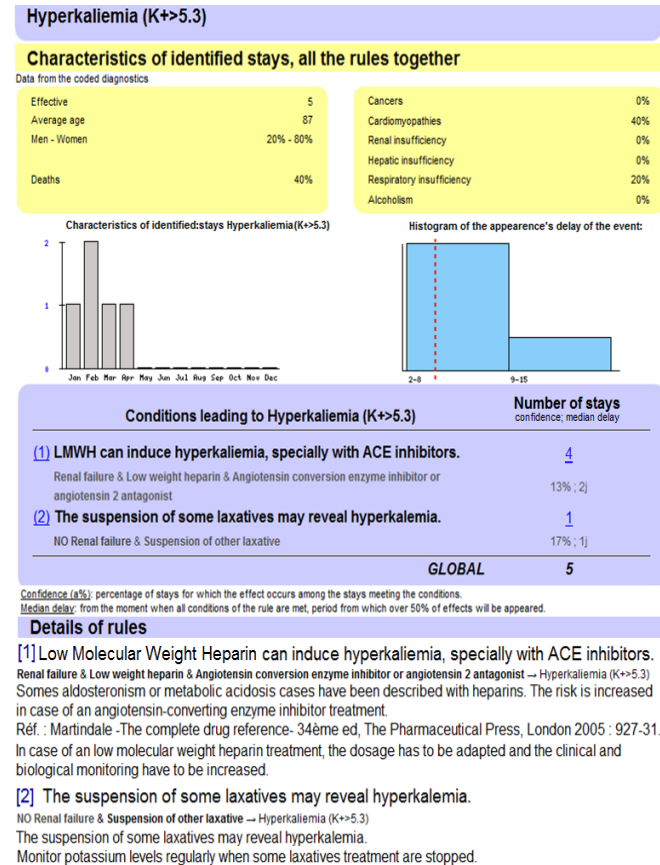 Hyperkaliemia (K+>5.3)
Characteristics of identified stays, all the rules together
Data from the coded diagnostics
Effective 5
Average age 87
Men - Women 20% - 80%
Deaths 40%
Cancers 0%
Cardiomyopathies 40%
Renal insufficiency 0%
Hepatic insufficiency 0%
Respiratory insufficiency 20%
Alcoholism 0%
Characteristics of identified:stays Hyperkaliemia(K+>5.3)
2
1
0
Jan Feb Mar Apr May Jun Jul Aug Sep Oct Nov Dec
Histogram of the appearence's delay of the event:
2-8 9-15
Conditions leading to Hyperkaliemia (K+>5.3)
Number of stays
confidence; median delay
(1) LMWH can induce hyperkaliemia, specially with ACE inhibitors. 4
Renal failure & Low weight heparin & Angiotensin conversion enzyme inhibitor or
angiotensin 2 antagonist
13% ; 2j
(2) The suspension of some laxatives may reveal hyperkalemia. 1
NO Renal failure & Suspension of other laxative 17% ; 1j
GLOBAL 5
Confidence (a%): percentage of stays for which the effect occurs among the stays meeting the conditions.
Median delay: from the moment when all conditions of the rule are met, period from which over 50% of effects will be appeared.
Details of rules
[1] Low Molecular Weight Heparin can induce hyperkaliemia, specially with ACE inhibitors.
Renal failure & Low weight heparin & Angiotensin conversion enzyme inhibitor or angiotensin 2 antagonist → Hyperkaliemia (K+>5.3)
Somes aldosteronism or metabolic acidosis cases have been described with heparins. The risk is increased
in case of an angiotensin-converting enzyme inhibitor treatment.
Réf. : Martindale -The complete drug reference- 34ème ed, The Pharmaceutical Press, London 2005 : 927-31.
In case of an low molecular weight heparin treatment, the dosage has to be adapted and the clinical and
biological monitoring have to be increased.
[2] The suspension of some laxatives may reveal hyperkalemia.
NO Renal failure & Suspension of other laxative → Hyperkaliemia (K+>5.3)
The suspension of some laxatives may reveal hyperkalemia.
Monitor potassium levels regularly when some laxatives treatment are stopped.